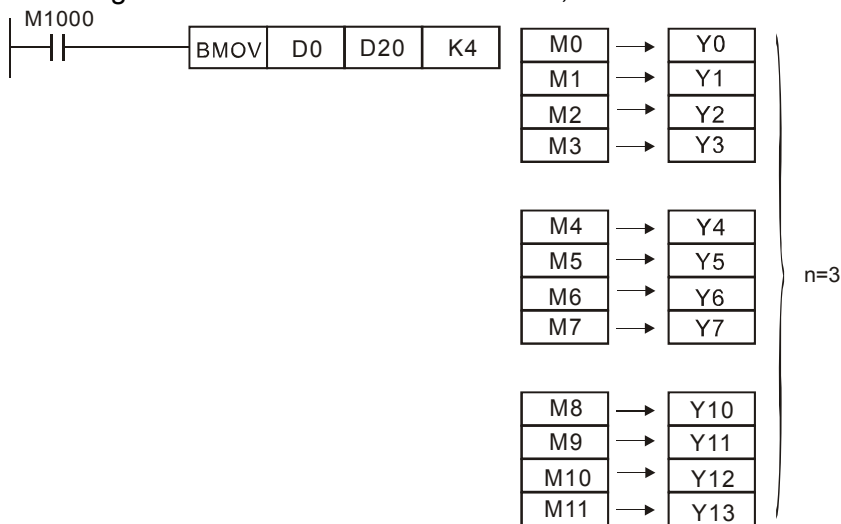 M1000
BMOV D0 D20 K4
M0 → Y0
M1 → Y1
M2 → Y2
M3 → Y3
M4 → Y4
M5 → Y5
M6 → Y6
M7 → Y7
n=3
M8 → Y10
M9 → Y11
M10 → Y12
M11 → Y13